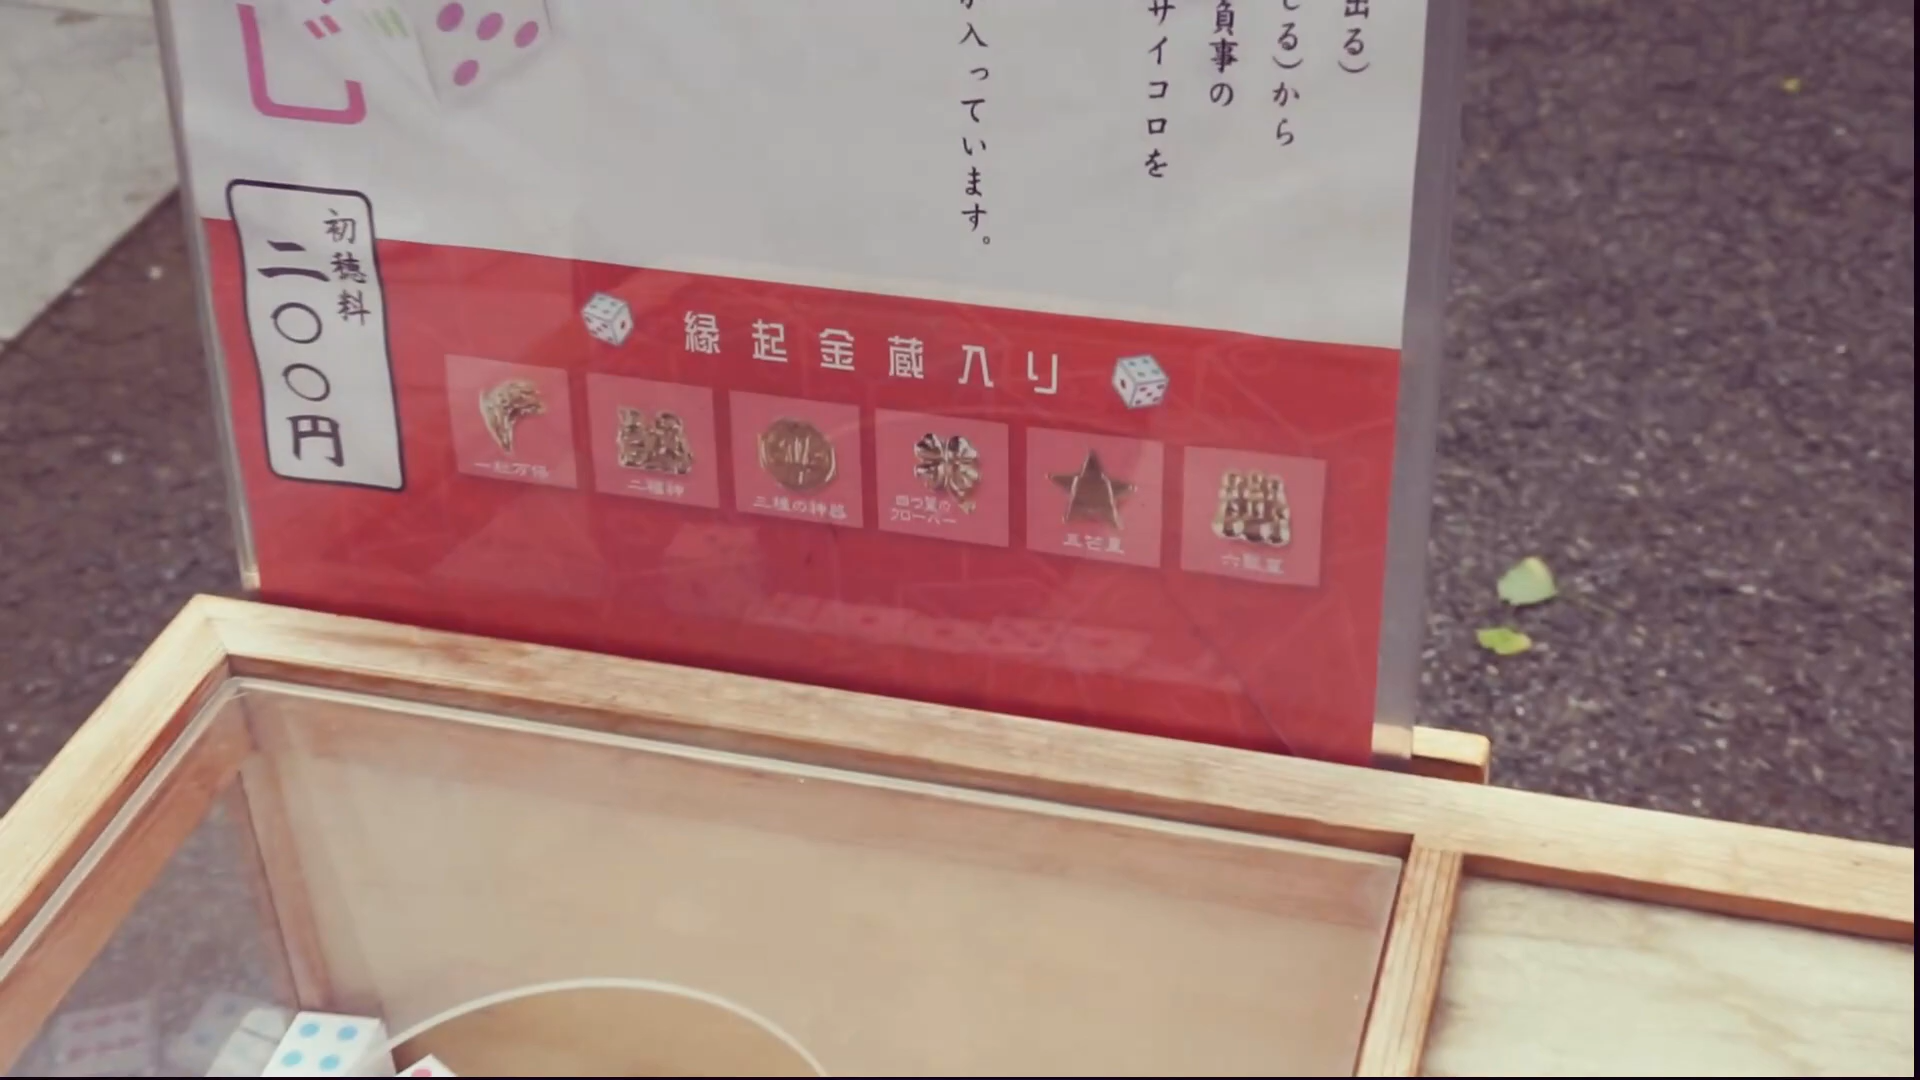 出る）
じる）から
負事の
サイコロを
が入っています。
じ
初穂料
二〇〇円
縁起金蔵入り
一粒万倍
二福神
三種の神器
四つ葉の
クローバー
五芒星
六瓢箪